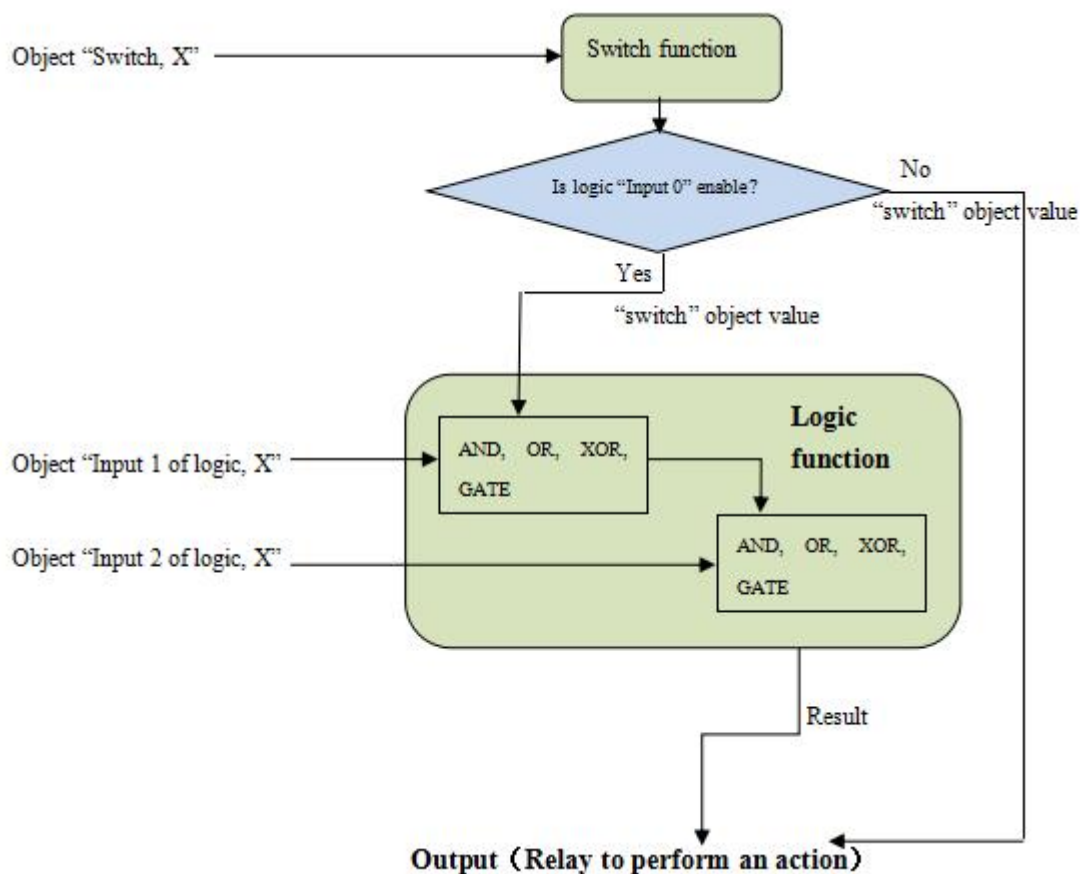 Switch function
Object “Switch, X”
Is logic “Input 0” enable?
No
“switch” object value
Yes
“switch” object value
Logic
function
AND, OR, XOR,
GATE
Object “Input 1 of logic, X”
AND, OR, XOR,
GATE
Object “Input 2 of logic, X”
Result
Output（Relay to perform an action）